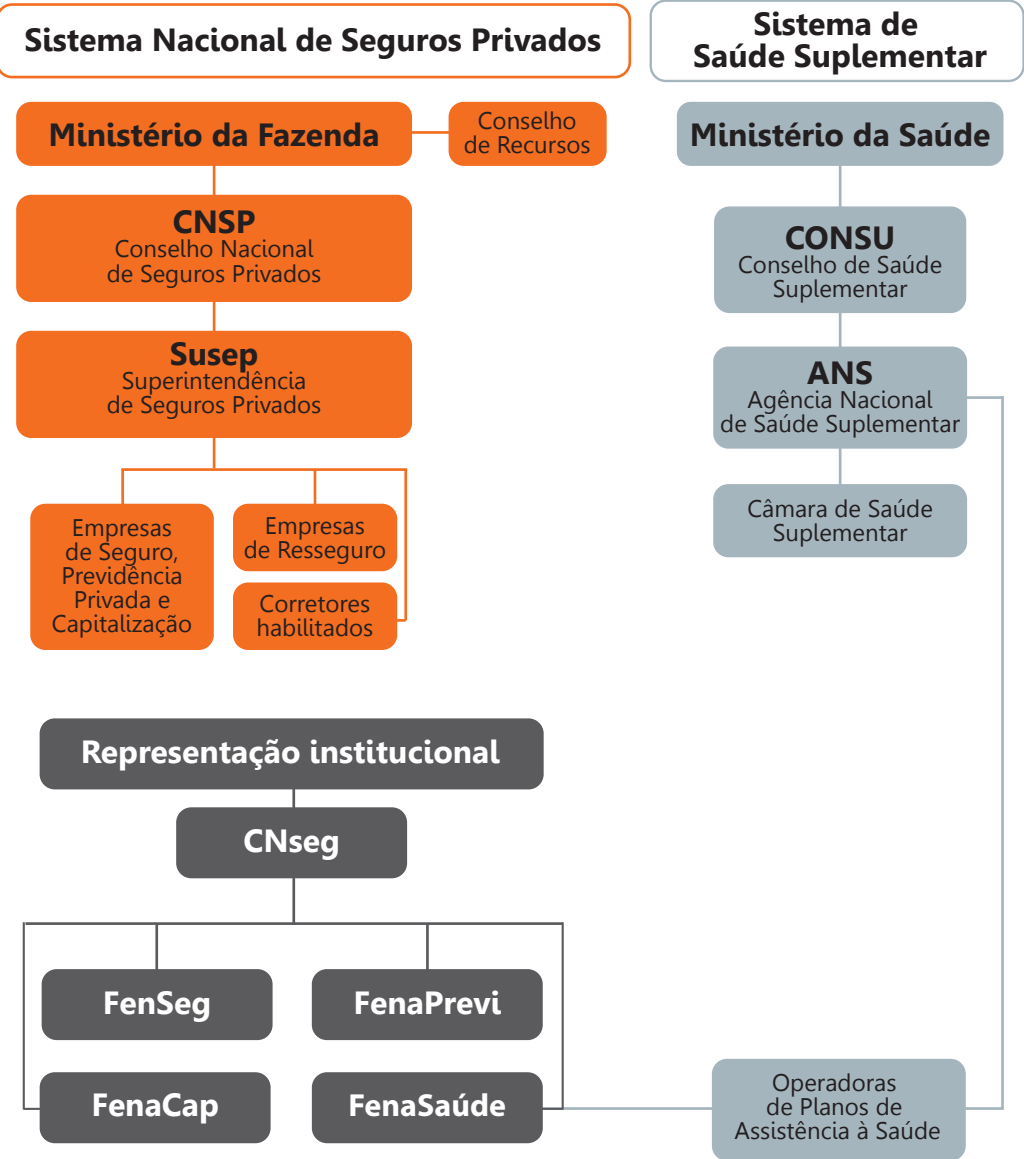 Sistema Nacional de Seguros Privados
Ministério da Fazenda
Conselho
de Recursos
CNSP
Conselho Nacional
de Seguros Privados
Susep
Superintendência
de Seguros Privados
Empresas
de Seguro,
Previdência
Privada e
Capitalização
Empresas
de Resseguro
Corretores
habilitados
Sistema de
Saúde Suplementar
Ministério da Saúde
CONSU
Conselho de Saúde
Suplementar
ANS
Agência Nacional
de Saúde Suplementar
Câmara de Saúde
Suplementar
Representação institucional
CNseg
FenSeg
FenaPrevi
FenaCap
FenaSaúde
Operadoras
de Planos de
Assistência à Saúde